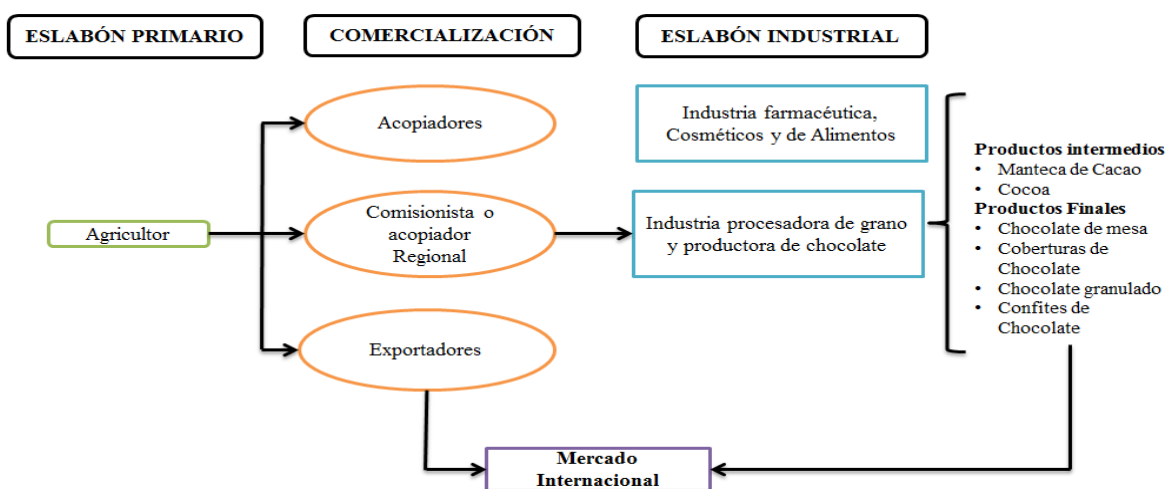 ESLABÓN PRIMARIO
COMERCIALIZACIÓN
ESLABÓN INDUSTRIAL
Acopiadores
Industria farmacéutica,
Cosméticos y de Alimentos
Agricultor
Comisionista o
acopiador
Regional
Industria procesadora de grano
y productora de chocolate
Productos intermedios
• Manteca de Cacao
• Cocoa
Productos Finales
• Chocolate de mesa
• Coberturas de
Chocolate
• Chocolate granulado
• Confites de
Chocolate
Exportadores
Mercado
Internacional